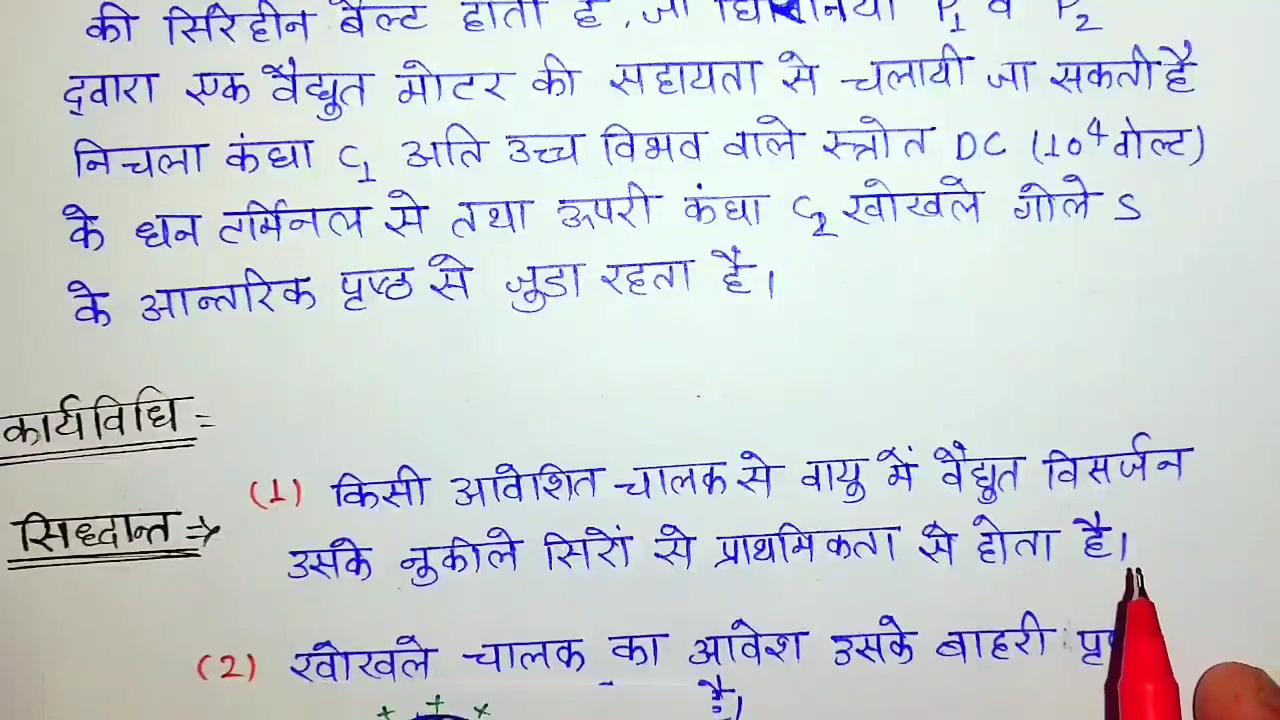 की सिरेहीन बेल्ट होती है, जो घिरनियों P₁ व P₂
द्वारा एक वैद्युत मोटर की सहायता से चलायी जा सकती है
निचला कंघा C₁ अति उच्च विभव वाले स्त्रोत DC (10⁴ वोल्ट)
के धन टर्मिनल से तथा ऊपरी कंघा C₂ खोखले गोले S
के आन्तरिक पृष्ठ से जुडा रहता है।
कार्यविधि =
(1) किसी आवेशित चालक से वायु में वैद्युत विसर्जन
सिध्दान्त ⇒
उसके नुकीले सिरों से प्राथमिकता से होता है।
(2) खोखले चालक का आवेश उसके बाहरी
है।
+ + x